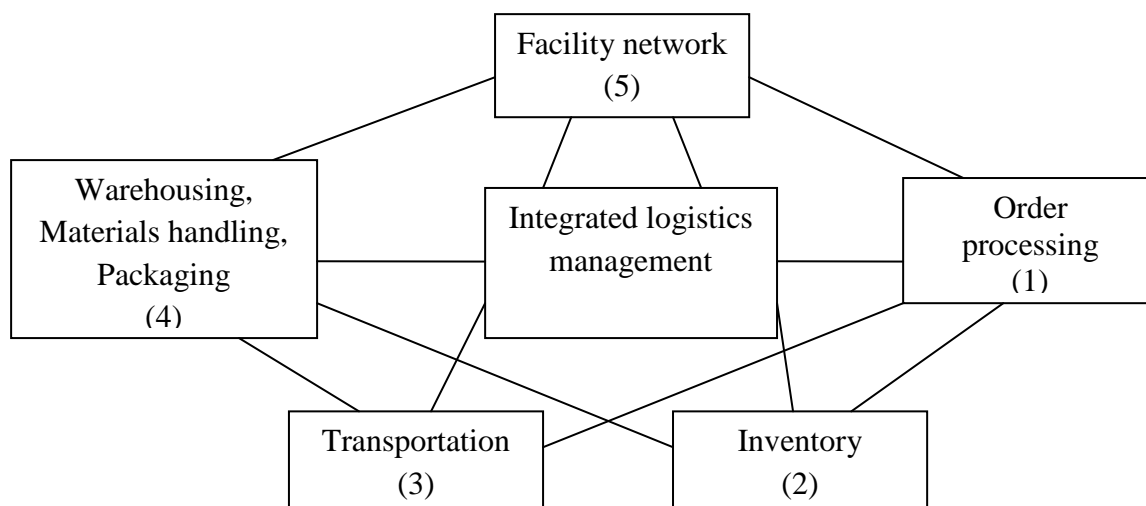 Facility network
(5)
Warehousing,
Materials handling,
Packaging
(4)
Integrated logistics
management
Order
processing
(1)
Transportation
(3)
Inventory
(2)